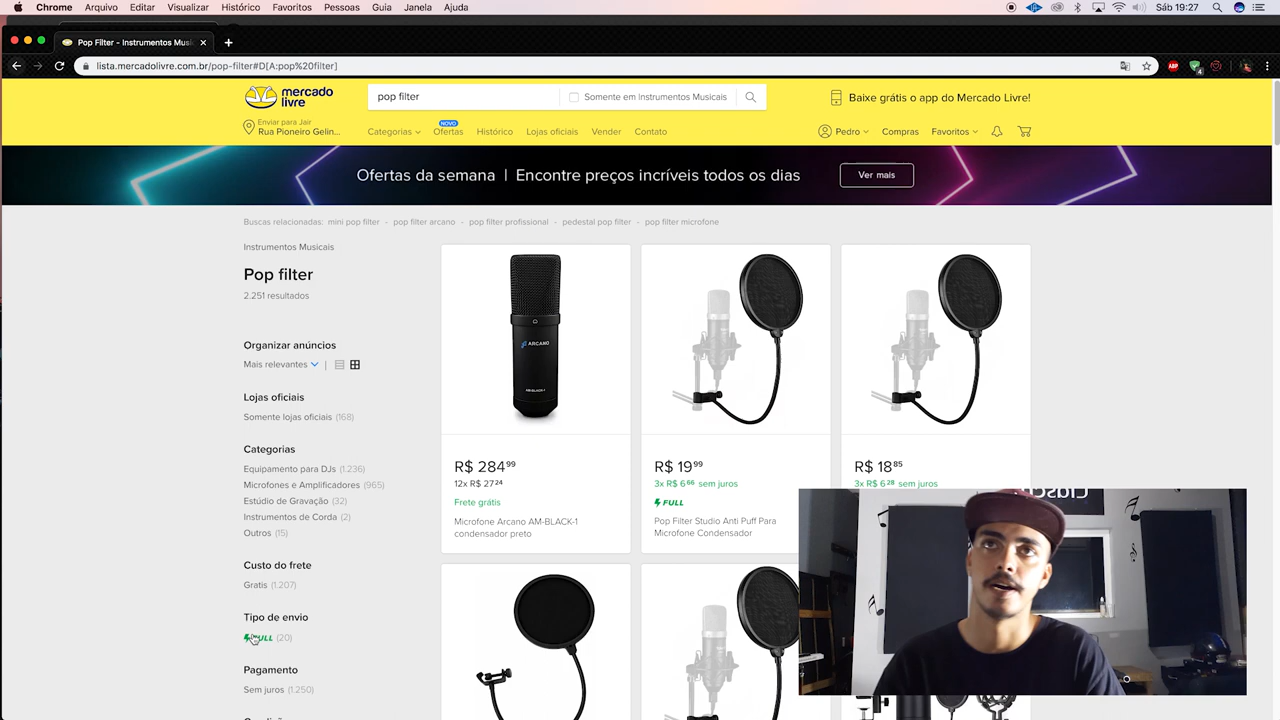 Chrome Arquivo Editar Visualizar Histórico Favoritos Pessoas Guia Janela Ajuda
Sáb 19:27
Pop Filter - Instrumentos Musi
lista.mercadolivre.com.br/pop-filter#D[A:pop%20filter]
ABP
mercado
livre
pop filter
Somente em Instrumentos Musicais
Baixe grátis o app do Mercado Livre!
Enviar para Jair
Rua Pioneiro Gelin...
NOVO
Categorias Ofertas Histórico Lojas oficiais Vender Contato
Pedro Compras Favoritos
Ofertas da semana | Encontre preços incríveis todos os dias
Ver mais
Buscas relacionadas: mini pop filter - pop filter arcano - pop filter profissional - pedestal pop filter - pop filter microfone
Instrumentos Musicais
Pop filter
2.251 resultados
Organizar anúncios
Mais relevantes
Lojas oficiais
Somente lojas oficiais (168)
Categorias
Equipamento para DJs (1.236)
Microfones e Amplificadores (965)
Estúdio de Gravação (32)
Instrumentos de Corda (2)
Outros (15)
Custo do frete
Gratis (1.207)
Tipo de envio
FULL (20)
Pagamento
Sem juros (1.250)
ARCANO
AM-BLACK-1
R$ 284 99
12x R$ 27 24
Frete grátis
Microfone Arcano AM-BLACK-1
condensador preto
R$ 19 99
3x R$ 6 66 sem juros
FULL
Pop Filter Studio Anti Puff Para
Microfone Condensador
R$ 18 85
3x R$ 6 28 sem juros